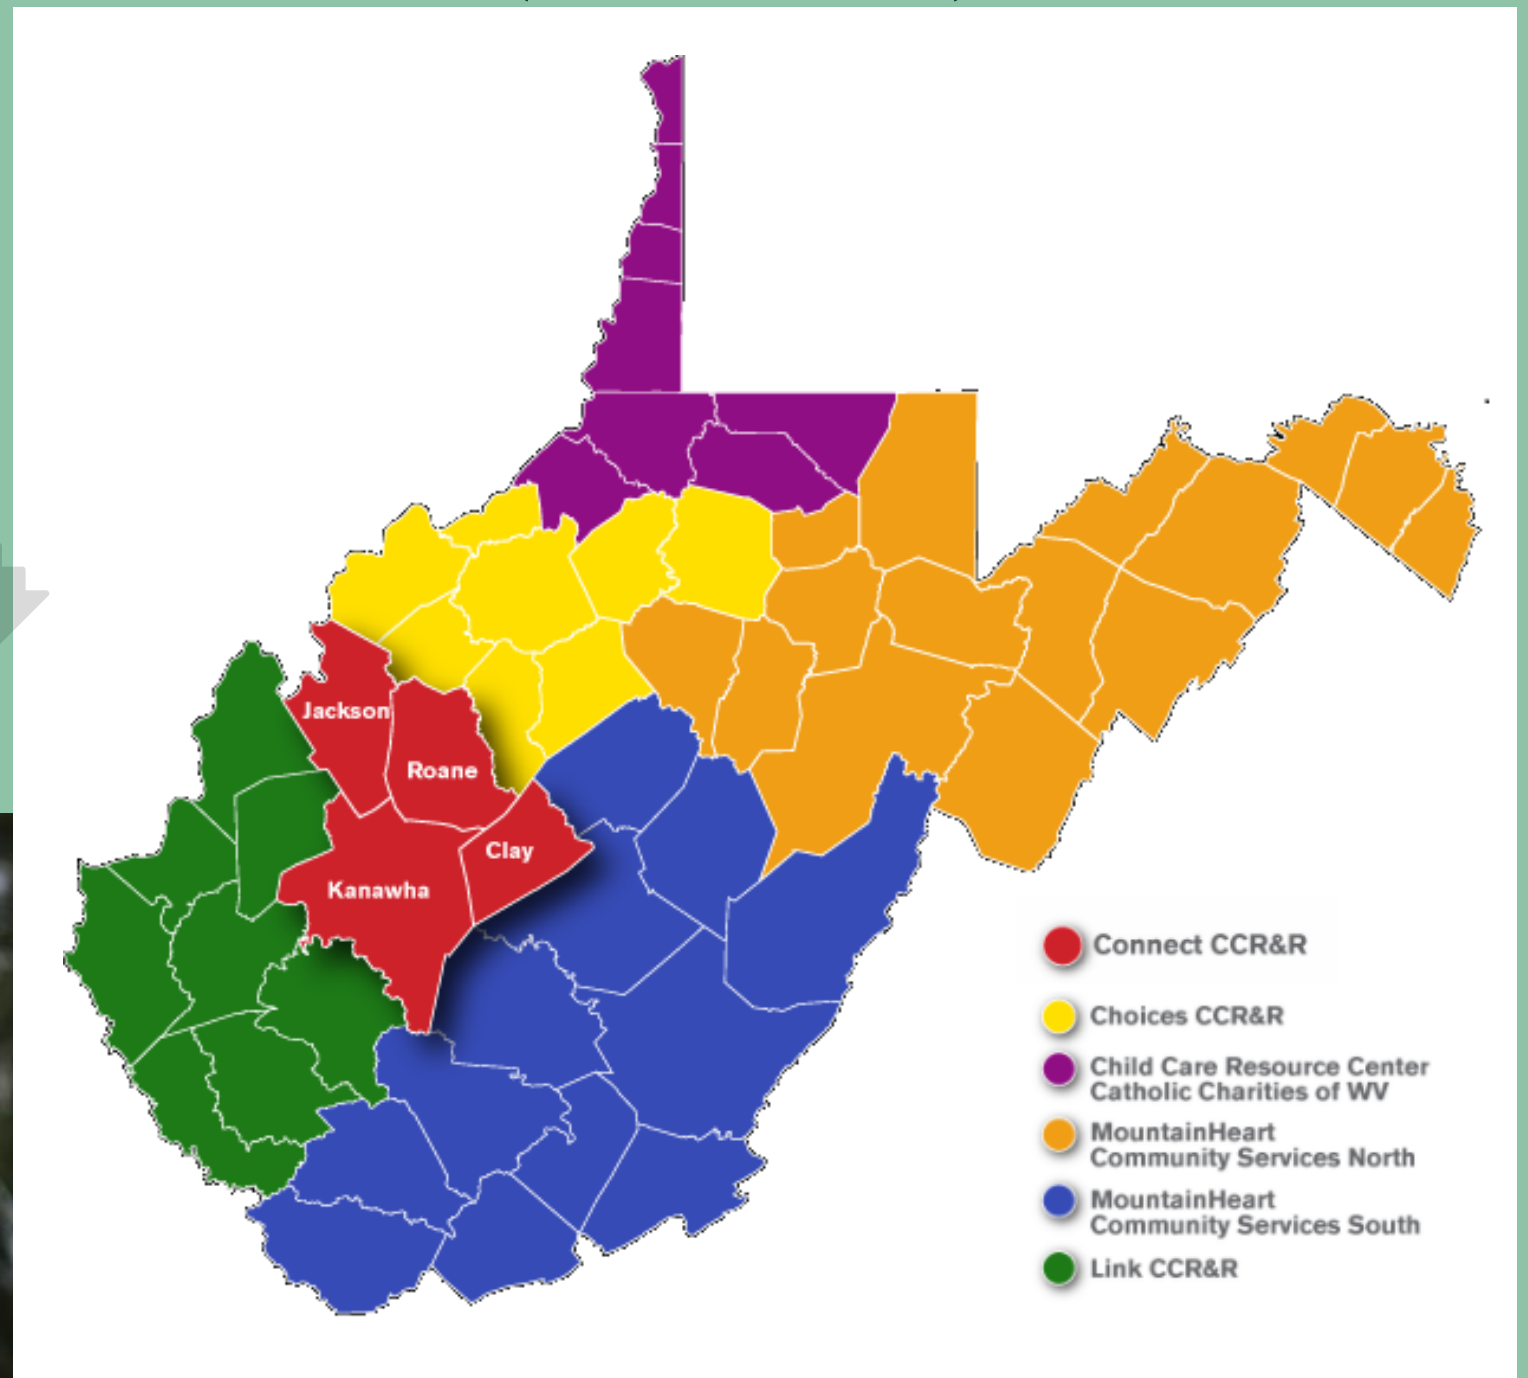 Jackson
Roane
Clay
Kanawha
Connect CCR&R
Choices CCR&R
Child Care Resource Center
Catholic Charities of WV
MountainHeart
Community Services North
MountainHeart
Community Services South
Link CCR&R